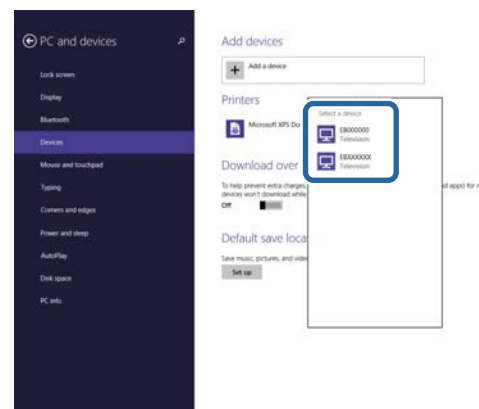 PC and devices
Lock screen
Display
Bluetooth
Devices
Mouse and touchpad
Typing
Corners and edges
Power and sleep
AutoPlay
Disk space
PC info
Add devices
Add a device
Printers
Microsoft XPS Do
Download over
To help prevent extra charges,
d apps) for n
devices won't download while
Off
Default save loca
Save music, pictures, and video
Set up
Select a device
Television
Television